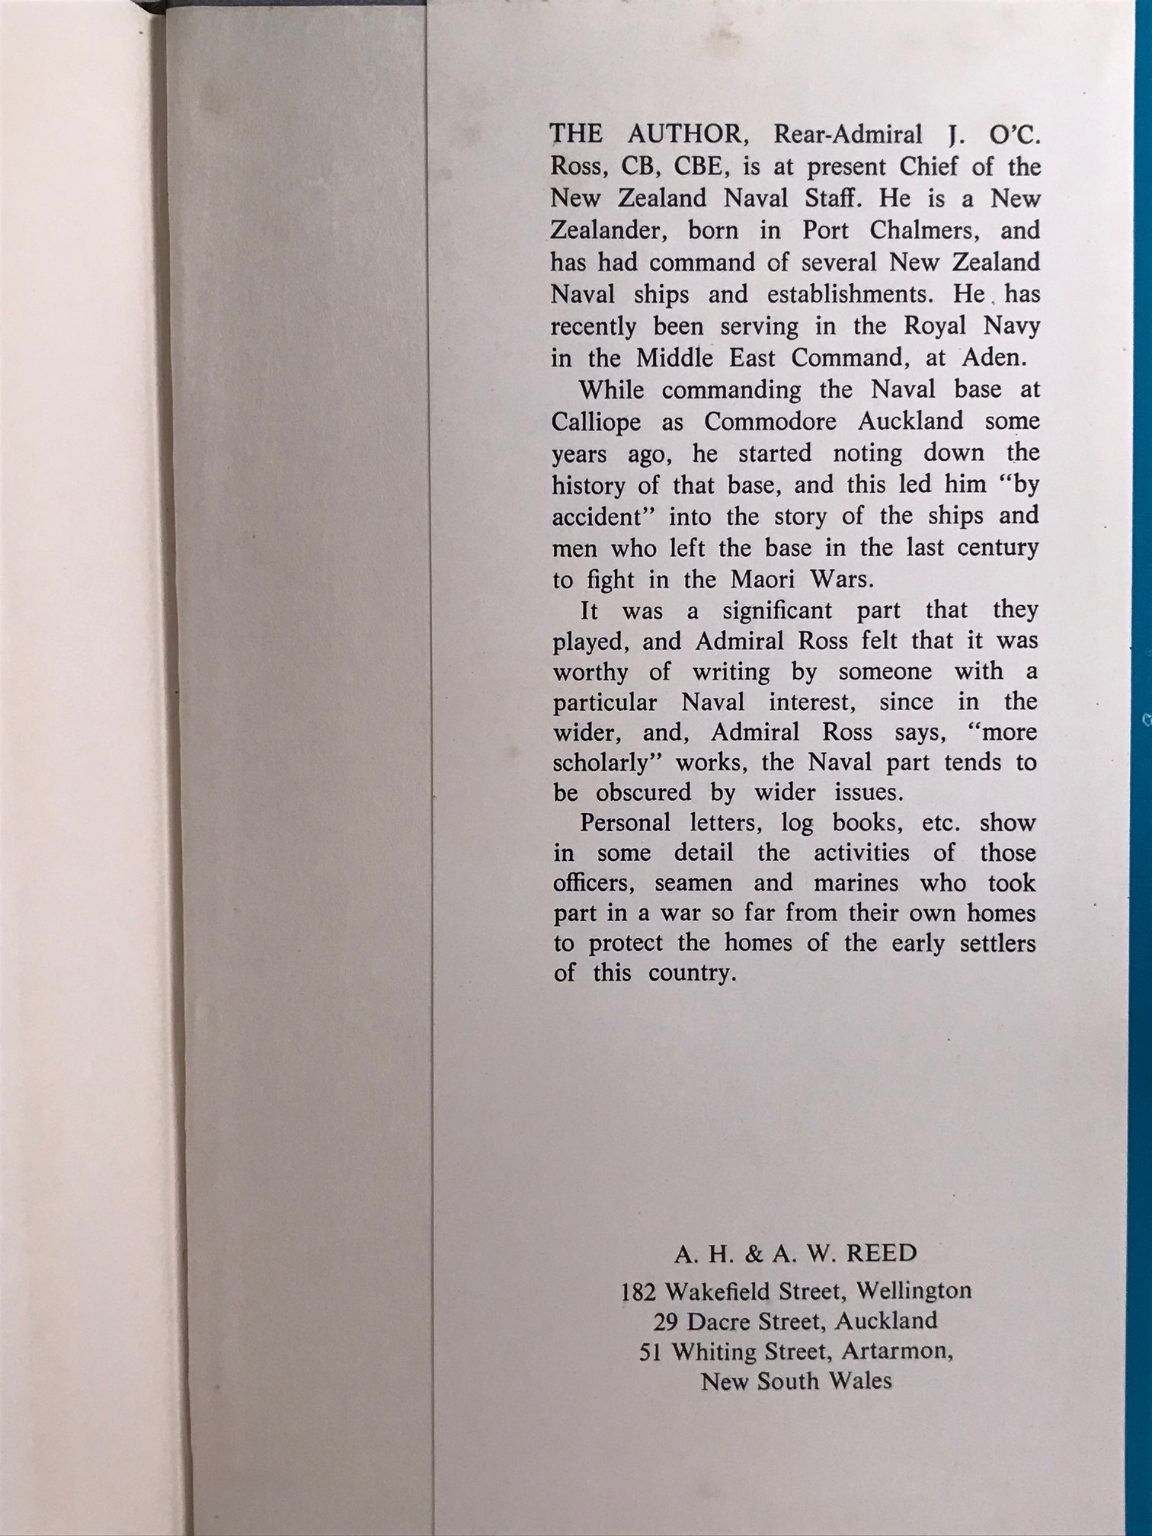 THE AUTHOR, Rear-Admiral J. O'C.
Ross, CB, CBE, is at present Chief of the
New Zealand Naval Staff. He is a New
Zealander, born in Port Chalmers, and
has had command of several New Zealand
Naval ships and establishments. He has
recently been serving in the Royal Navy
in the Middle East Command, at Aden.
While commanding the Naval base at
Calliope as Commodore Auckland some
years ago, he started noting down the
history of that base, and this led him “by
accident” into the story of the ships and
men who left the base in the last century
to fight in the Maori Wars.
It was a significant part that they
played, and Admiral Ross felt that it was
worthy of writing by someone with a
particular Naval interest, since in the
wider, and, Admiral Ross says, “more
scholarly” works, the Naval part tends to
be obscured by wider issues.
Personal letters, log books, etc. show
in some detail the activities of those
officers, seamen and marines who took
part in a war so far from their own homes
to protect the homes of the early settlers
of this country.
A. H. & A. W. REED
182 Wakefield Street, Wellington
29 Dacre Street, Auckland
51 Whiting Street, Artarmon,
New South Wales